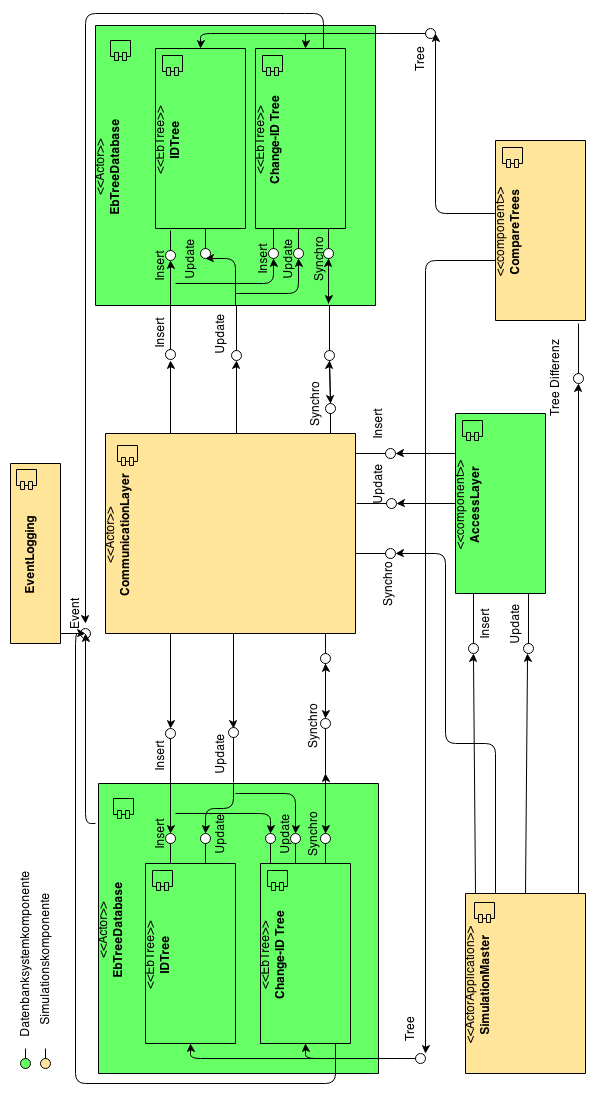 <<Actor>>
EbTreeDatabase
<<EbTree>>
IDTree
<<EbTree>>
Change-ID Tree
Tree
Insert
Update
Insert
Update
Synchro
Insert
Update
Synchro
<<component>>
CompareTrees
Tree Differenz
EventLogging
Event
<<Actor>>
CommunicationLayer
Insert
Update
Synchro
<<component>>
AccessLayer
Insert
Update
Insert
Update
Synchro
<<Actor>>
EbTreeDatabase
Insert
Update
Update
Synchro
<<EbTree>>
IDTree
<<EbTree>>
Change-ID Tree
Tree
<<ActorApplication>>
SimulationMaster
Datenbanksystemkomponente
Simulationskomponente